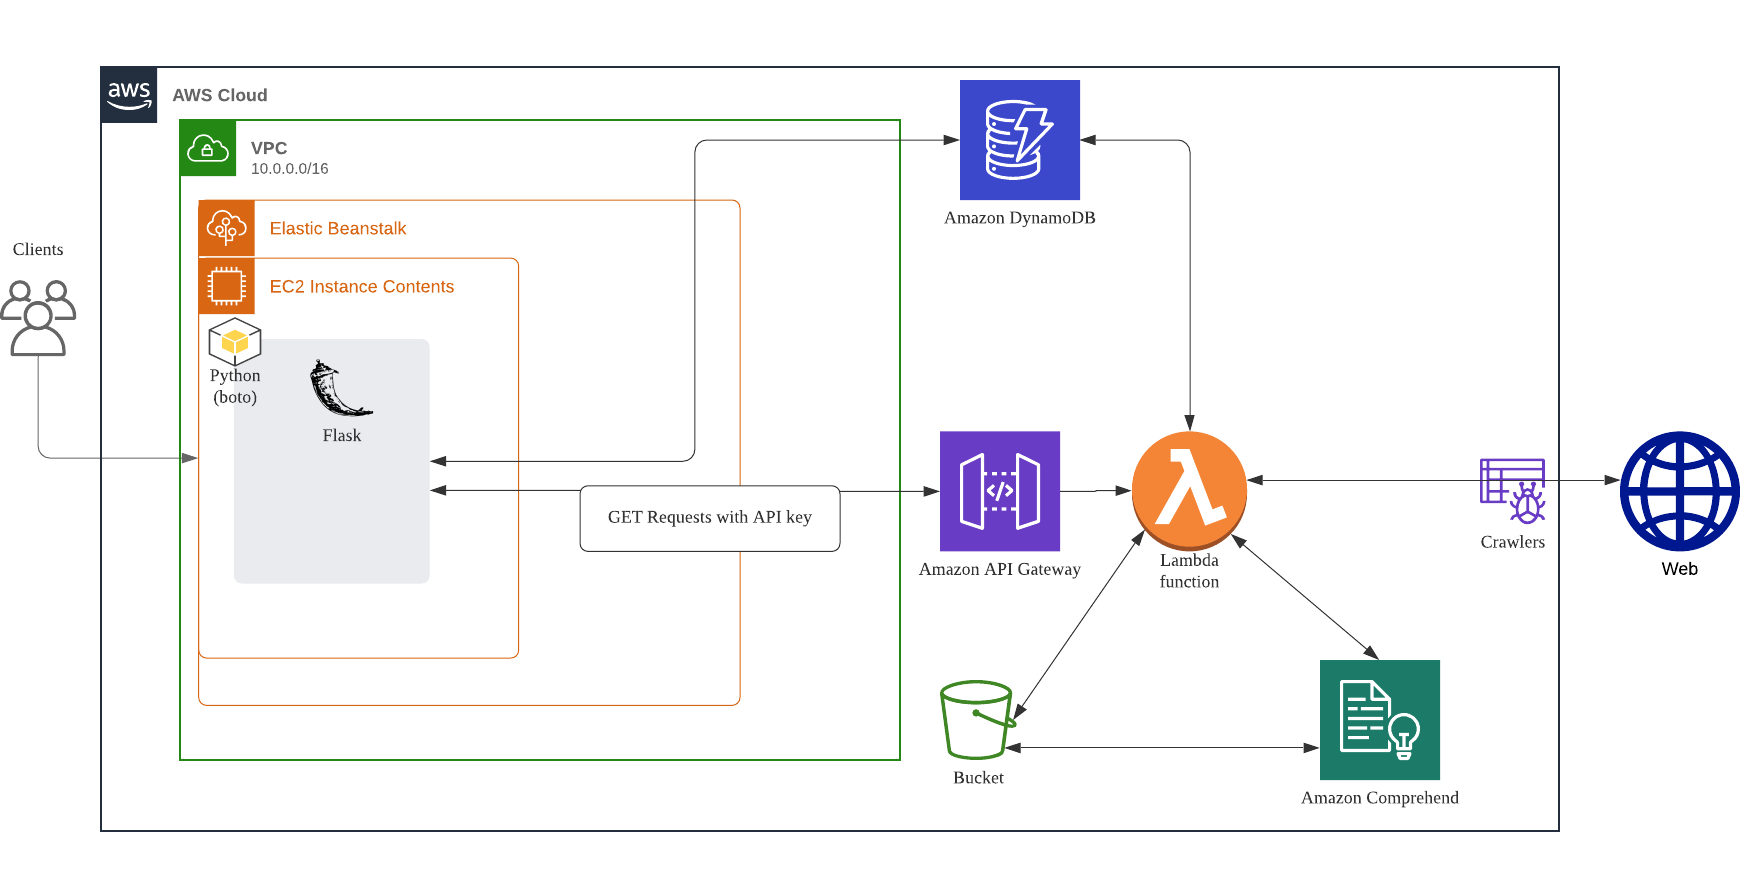 aws
AWS Cloud
VPC
10.0.0.0/16
Elastic Beanstalk
Clients
EC2 Instance Contents
Python
(boto)
Flask
GET Requests with API key
Amazon DynamoDB
</>
Amazon API Gateway
Lambda
function
Crawlers
Web
Bucket
Amazon Comprehend